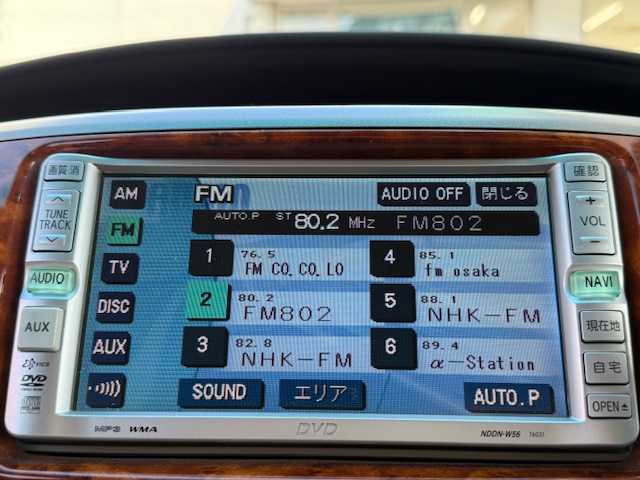 画質/消
TUNE
TRACK
AUDIO
AUX
VICS
DVD
AM
FM
TV
DISC
AUX
FM
AUDIO OFF
閉じる
AUTO.P ST 80.2 MHz FM802
1 76.5 FM CO.CO.LO
2 80.2 FM802
3 82.8 NHK-FM
4 85.1 fm osaka
5 88.1 NHK-FM
6 89.4 α-Station
SOUND
エリア
AUTO.P
確認
+
VOL
-
NAVI
現在地
自宅
OPEN
MP3 WMA
DVD
NDDN-W56